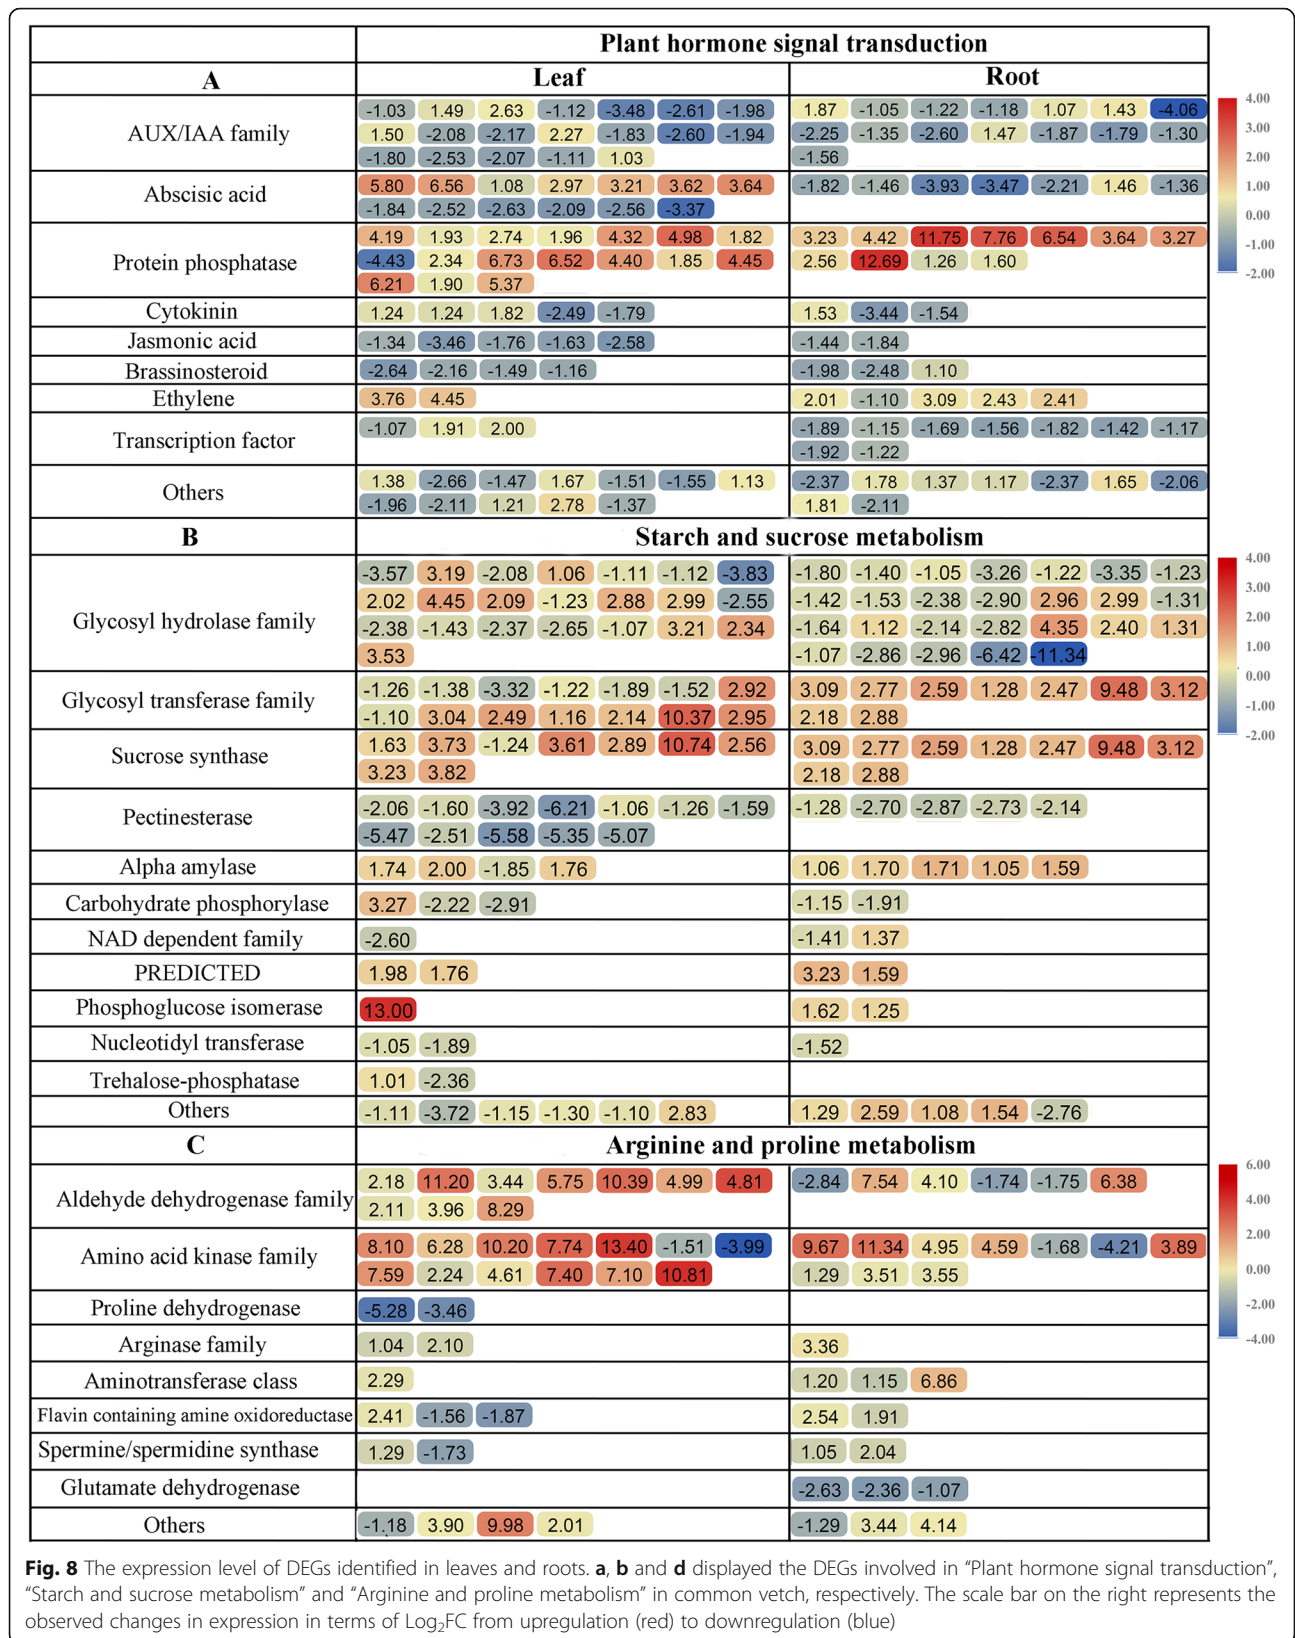 Plant hormone signal transduction
A Leaf Root
AUX/IAA family
-1.03 1.49 2.63 -1.12 -3.48 -2.61 -1.98
1.50 -2.08 -2.17 2.27 -1.83 -2.60 -1.94
-1.80 -2.53 -2.07 -1.11 1.03
1.87 -1.05 -1.22 -1.18 1.07 1.43 -4.06
-2.25 -1.35 -2.60 1.47 -1.87 -1.79 -1.30
-1.56
Abscisic acid
5.80 6.56 1.08 2.97 3.21 3.62 3.64
-1.84 -2.52 -2.63 -2.09 -2.56 -3.37
-1.82 -1.46 -3.93 -3.47 -2.21 1.46 -1.36
Protein phosphatase
4.19 1.93 2.74 1.96 4.32 4.98 1.82
-4.43 2.34 6.73 6.52 4.40 1.85 4.45
6.21 1.90 5.37
3.23 4.42 11.75 7.76 6.54 3.64 3.27
2.56 12.69 1.26 1.60
Cytokinin
1.24 1.24 1.82 -2.49 -1.79
1.53 -3.44 -1.54
Jasmonic acid
-1.34 -3.46 -1.76 -1.63 -2.58
-1.44 -1.84
Brassinosteroid
-2.64 -2.16 -1.49 -1.16
-1.98 -2.48 1.10
Ethylene
3.76 4.45
2.01 -1.10 3.09 2.43 2.41
Transcription factor
-1.07 1.91 2.00
-1.89 -1.15 -1.69 -1.56 -1.82 -1.42 -1.17
-1.92 -1.22
Others
1.38 -2.66 -1.47 1.67 -1.51 -1.55 1.13
-1.96 -2.11 1.21 2.78 -1.37
-2.37 1.78 1.37 1.17 -2.37 1.65 -2.06
1.81 -2.11
4.00
3.00
2.00
1.00
0.00
-1.00
-2.00
B Starch and sucrose metabolism
Glycosyl hydrolase family
-3.57 3.19 -2.08 1.06 -1.11 -1.12 -3.83
2.02 4.45 2.09 -1.23 2.88 2.99 -2.55
-2.38 -1.43 -2.37 -2.65 -1.07 3.21 2.34
3.53
-1.80 -1.40 -1.05 -3.26 -1.22 -3.35 -1.23
-1.42 -1.53 -2.38 -2.90 2.96 2.99 -1.31
-1.64 1.12 -2.14 -2.82 4.35 2.40 1.31
-1.07 -2.86 -2.96 -6.42 -11.34
Glycosyl transferase family
-1.26 -1.38 -3.32 -1.22 -1.89 -1.52 2.92
-1.10 3.04 2.49 1.16 2.14 10.37 2.95
3.09 2.77 2.59 1.28 2.47 9.48 3.12
2.18 2.88
Sucrose synthase
1.63 3.73 -1.24 3.61 2.89 10.74 2.56
3.23 3.82
3.09 2.77 2.59 1.28 2.47 9.48 3.12
2.18 2.88
Pectinesterase
-2.06 -1.60 -3.92 -6.21 -1.06 -1.26 -1.59
-5.47 -2.51 -5.58 -5.35 -5.07
-1.28 -2.70 -2.87 -2.73 -2.14
Alpha amylase
1.74 2.00 -1.85 1.76
1.06 1.70 1.71 1.05 1.59
Carbohydrate phosphorylase
3.27 -2.22 -2.91
-1.15 -1.91
NAD dependent family
-2.60
-1.41 1.37
PREDICTED
1.98 1.76
3.23 1.59
Phosphoglucose isomerase
13.00
1.62 1.25
Nucleotidyl transferase
-1.05 -1.89
-1.52
Trehalose-phosphatase
1.01 -2.36
Others
-1.11 -3.72 -1.15 -1.30 -1.10 2.83
1.29 2.59 1.08 1.54 -2.76
4.00
3.00
2.00
1.00
0.00
-1.00
-2.00
C Arginine and proline metabolism
Aldehyde dehydrogenase family
2.18 11.20 3.44 5.75 10.39 4.99 4.81
2.11 3.96 8.29
-2.84 7.54 4.10 -1.74 -1.75 6.38
Amino acid kinase family
8.10 6.28 10.20 7.74 13.40 -1.51 -3.99
7.59 2.24 4.61 7.40 7.10 10.81
9.67 11.34 4.95 4.59 -1.68 -4.21 3.89
1.29 3.51 3.55
Proline dehydrogenase
-5.28 -3.46
Arginase family
1.04 2.10
3.36
Aminotransferase class
2.29
1.20 1.15 6.86
Flavin containing amine oxidoreductase
2.41 -1.56 -1.87
2.54 1.91
Spermine/spermidine synthase
1.29 -1.73
1.05 2.04
Glutamate dehydrogenase
-2.63 -2.36 -1.07
Others
-1.18 3.90 9.98 2.01
-1.29 3.44 4.14
6.00
4.00
2.00
0.00
-2.00
-4.00
Fig. 8 The expression level of DEGs identified in leaves and roots. a, b and d displayed the DEGs involved in “Plant hormone signal transduction”,
“Starch and sucrose metabolism” and “Arginine and proline metabolism” in common vetch, respectively. The scale bar on the right represents the
observed changes in expression in terms of Log2FC from upregulation (red) to downregulation (blue)